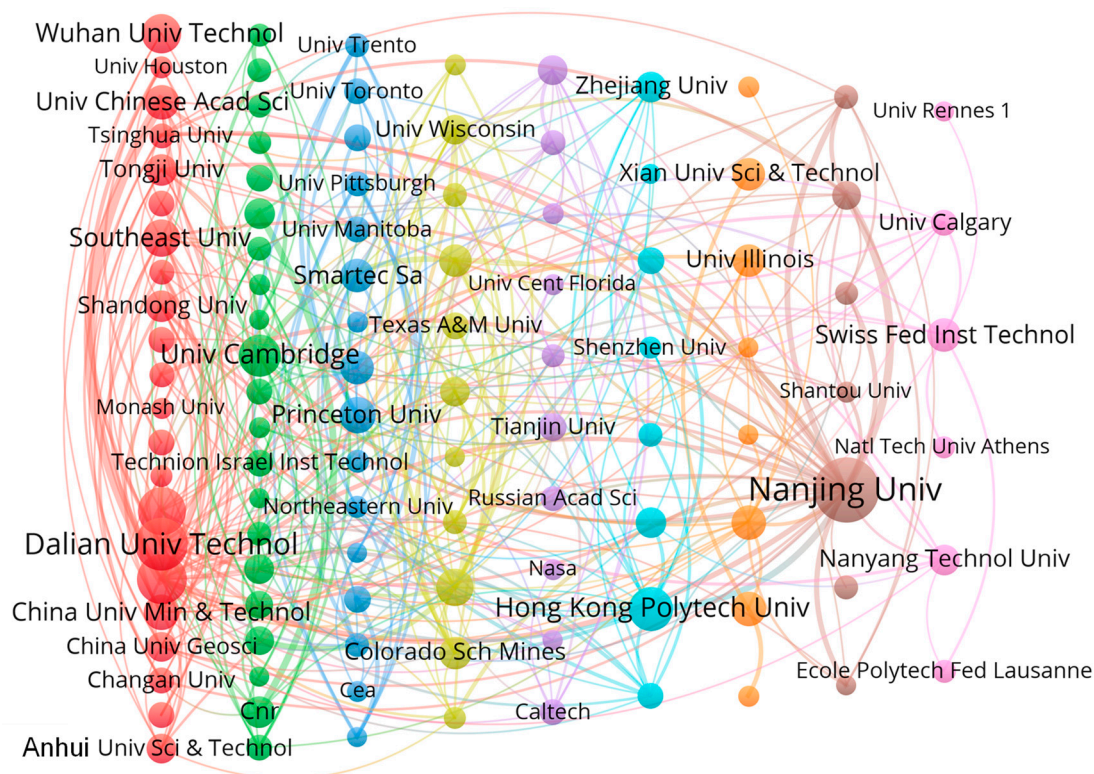 Wuhan Univ Technol
Univ Houston
Univ Chinese Acad Sci
Tsinghua Univ
Tongji Univ
Southeast Univ
Shandong Univ
Univ Cambridge
Monash Univ
Technion Israel Inst Technol
Dalian Univ Technol
China Univ Min & Technol
China Univ Geosci
Changan Univ
Cnr
Anhui Univ Sci & Technol
Univ Trento
Univ Toronto
Univ Wisconsin
Univ Pittsburgh
Univ Manitoba
Smartec Sa
Texas A&M Univ
Princeton Univ
Northeastern Univ
Colorado Sch Mines
Cea
Univ Cent Florida
Tianjin Univ
Russian Acad Sci
Nasa
Caltech
Zhejiang Univ
Xian Univ Sci & Technol
Univ Illinois
Shenzhen Univ
Hong Kong Polytech Univ
Shantou Univ
Nanjing Univ
Univ Rennes 1
Univ Calgary
Swiss Fed Inst Technol
Natl Tech Univ Athens
Nanyang Technol Univ
Ecole Polytech Fed Lausanne